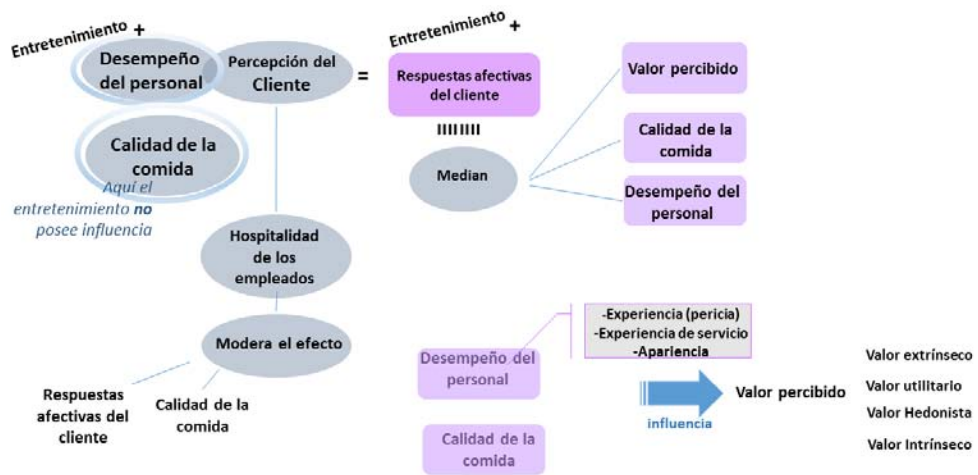 Entretenimiento +
Desempeño
del personal
Percepción del
Cliente
=
Calidad de la
comida
Aquí el
entretenimiento no
posee influencia
Hospitalidad
de los
empleados
Modera el efecto
Respuestas
afectivas del
cliente
Calidad de la
comida
Entretenimiento +
Respuestas afectivas
del cliente
Median
Valor percibido
Calidad de la
comida
Desempeño del
personal
-Experiencia (pericia)
-Experiencia de servicio
-Apariencia
Desempeño del
personal
Calidad de la
comida
influencia
Valor percibido
Valor extrínseco
Valor utilitario
Valor Hedonista
Valor Intrínseco